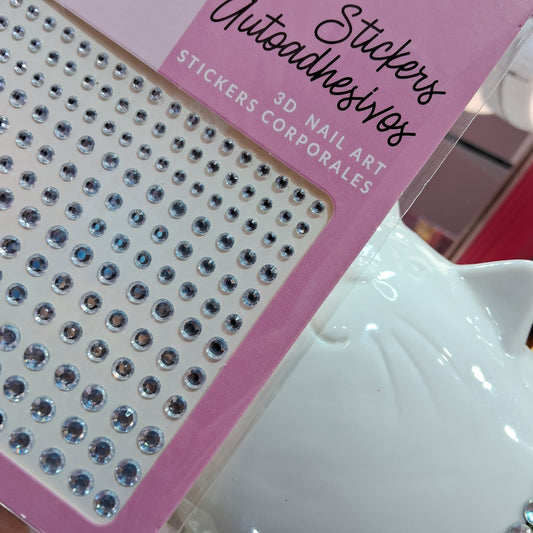 Stickers
Autoadhesivos
3D NAIL ART
STICKERS CORPORALES